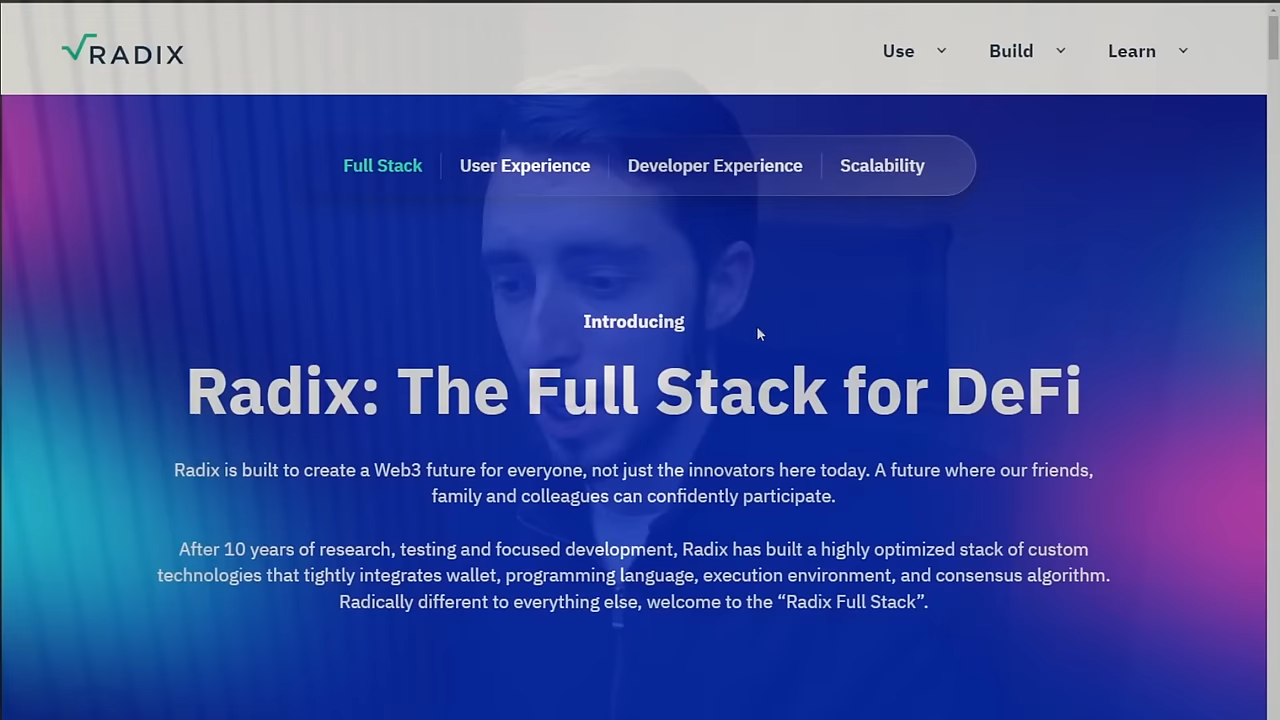 RADIX
Use
Build
Learn
Full Stack
User Experience
Developer Experience
Scalability
Introducing
Radix: The Full Stack for DeFi
Radix is built to create a Web3 future for everyone, not just the innovators here today. A future where our friends,
family and colleagues can confidently participate.
After 10 years of research, testing and focused development, Radix has built a highly optimized stack of custom
technologies that tightly integrates wallet, programming language, execution environment, and consensus algorithm.
Radically different to everything else, welcome to the “Radix Full Stack”.